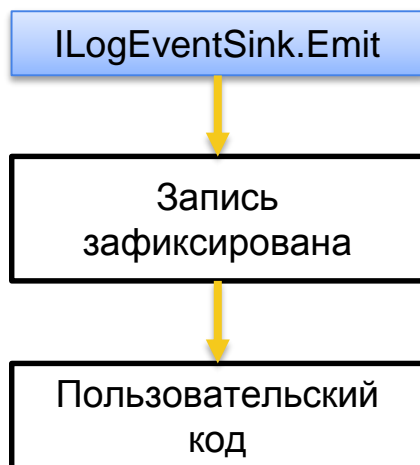 ILogEventSink.Emit
Запись
зафиксирована
Пользовательский
код